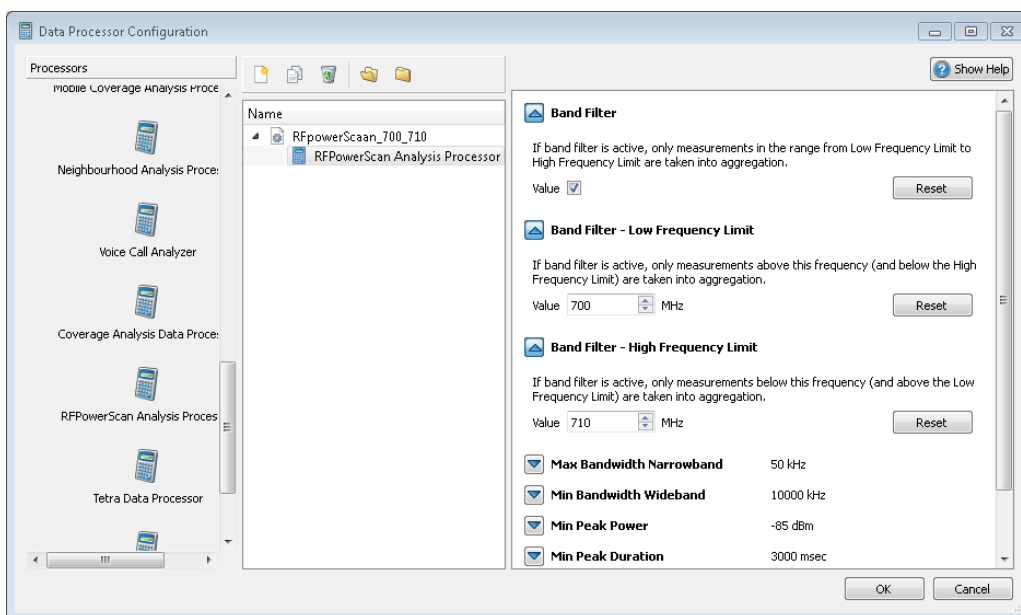 Data Processor Configuration
Processors
Mobile Coverage Analysis Proce
Neighbourhood Analysis Proce
Voice Call Analyzer
Coverage Analysis Data Proce
RFPowerScan Analysis Proces
Tetra Data Processor
Name
RFpowerScaan_700_710
RFPowerScan Analysis Processor
Show Help
Band Filter
If band filter is active, only measurements in the range from Low Frequency Limit to
High Frequency Limit are taken into aggregation.
Value
Reset
Band Filter - Low Frequency Limit
If band filter is active, only measurements above this frequency (and below the High
Frequency Limit) are taken into aggregation.
Value 700 MHz
Reset
Band Filter - High Frequency Limit
If band filter is active, only measurements below this frequency (and above the Low
Frequency Limit) are taken into aggregation.
Value 710 MHz
Reset
Max Bandwidth Narrowband 50 kHz
Min Bandwidth Wideband 10000 kHz
Min Peak Power -85 dBm
Min Peak Duration 3000 msec
OK
Cancel